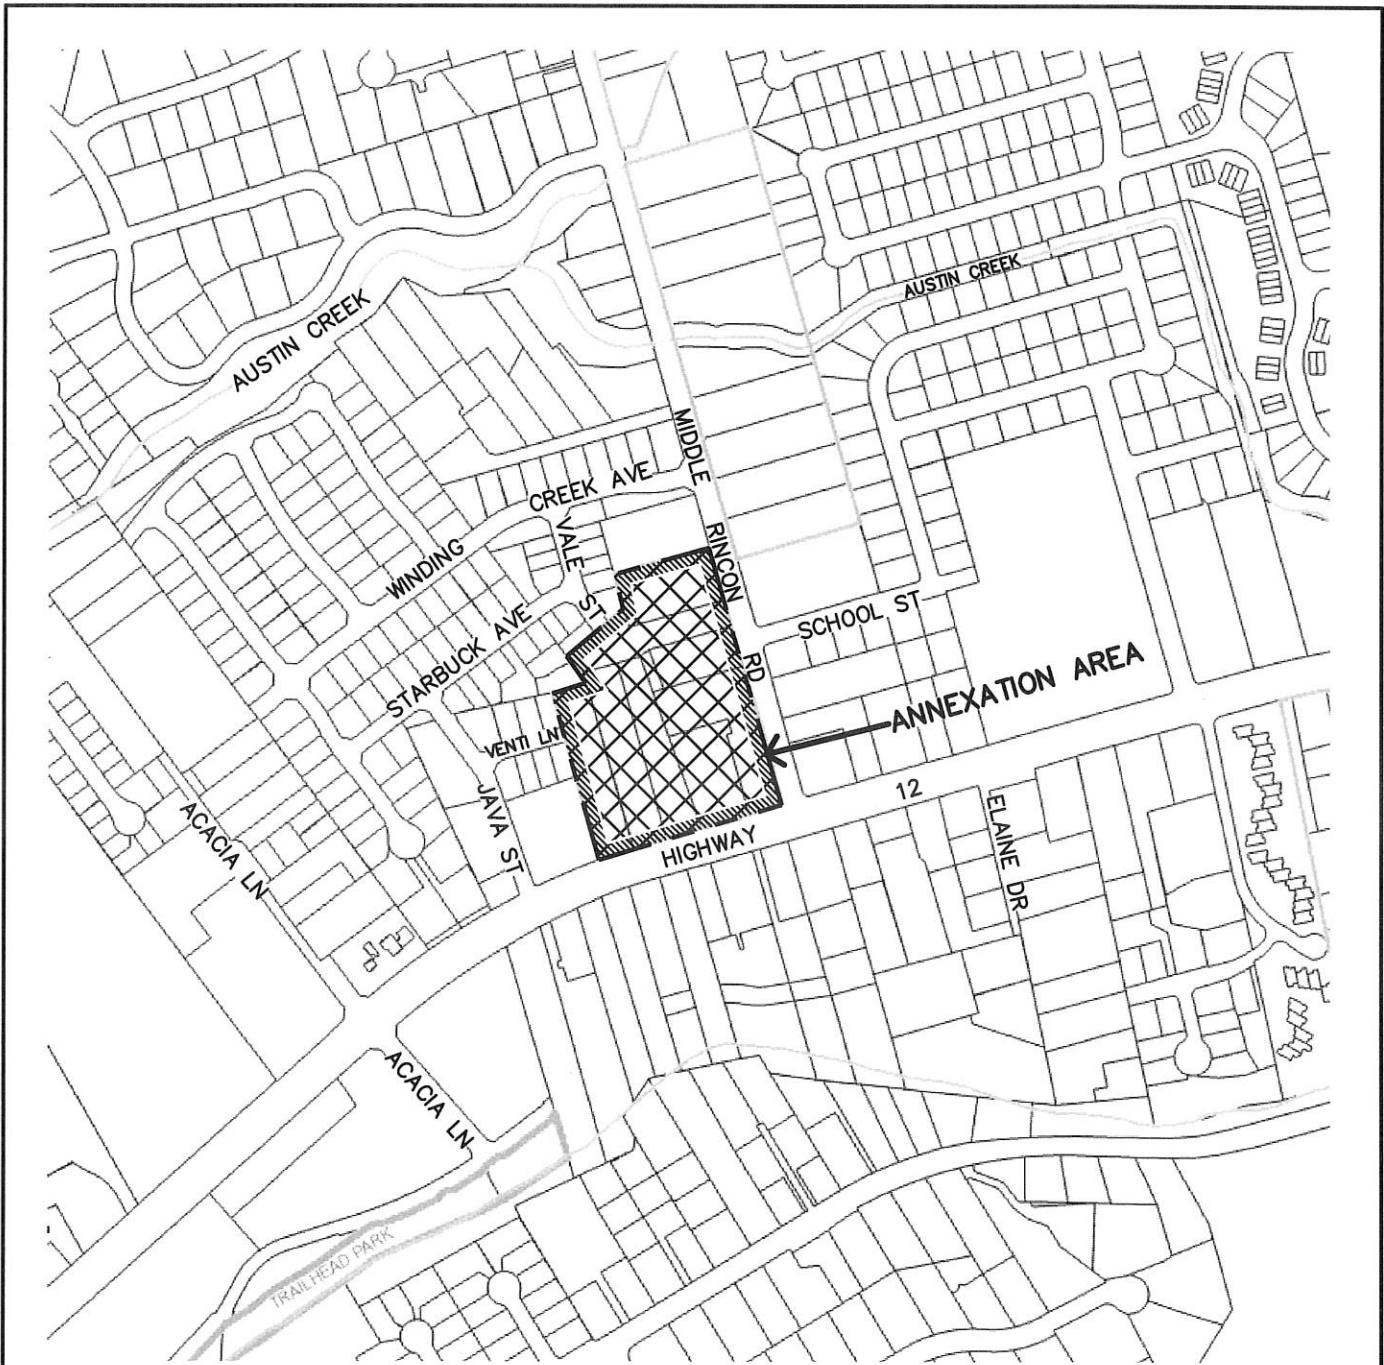 AUSTIN CREEK
AUSTIN CREEK
MIDDLE RINCON RD
WINDING CREEK AVE
VALE ST
STARBUCK AVE
SCHOOL ST
ANNEXATION AREA
VENTI LN
JAVA ST
HIGHWAY 12
ELAINE DR
ACACIA LN
ACACIA LN
TRAILHEAD PARK